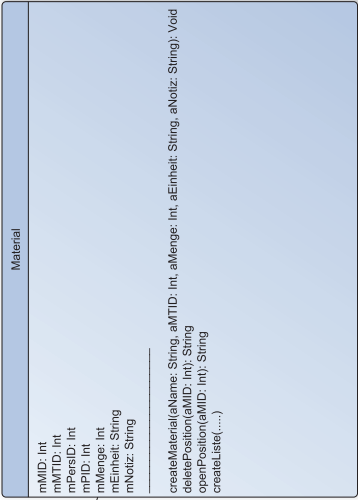 Material
mMID: Int
mMTID: Int
mPersID: Int
mPID: Int
mMenge: Int
mEinheit: String
mNotiz: String
createMaterial(aName: String, aMTID: Int, aMenge: Int, aEinheit: String, aNotiz: String): Void
deletePosition(aMID: Int): String
openPosition(aMID: Int): String
createListe(.....)